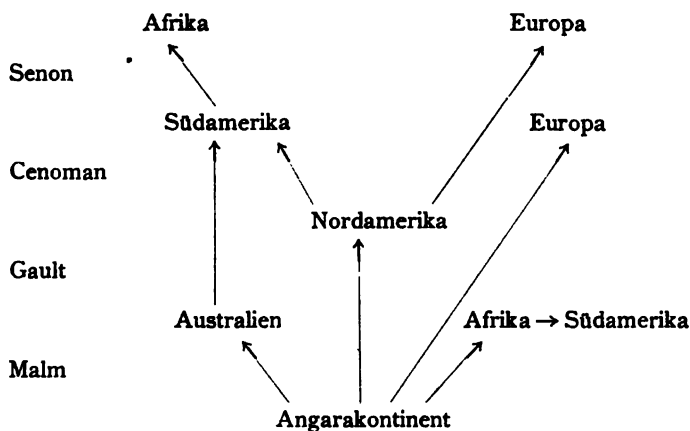 Afrika Europa
Senon
Südamerika Europa
Cenoman
Nordamerika
Gault
Australien Afrika → Südamerika
Malm
Angarakontinent